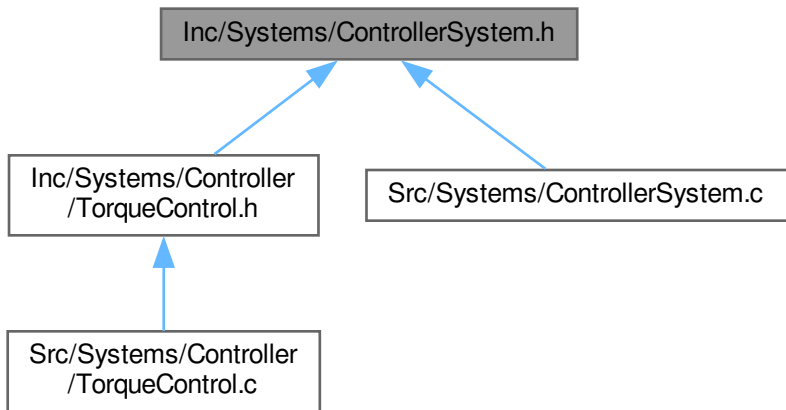 Inc/Systems/ControllerSystem.h
Inc/Systems/Controller
/TorqueControl.h
Src/Systems/ControllerSystem.c
Src/Systems/Controller
/TorqueControl.c